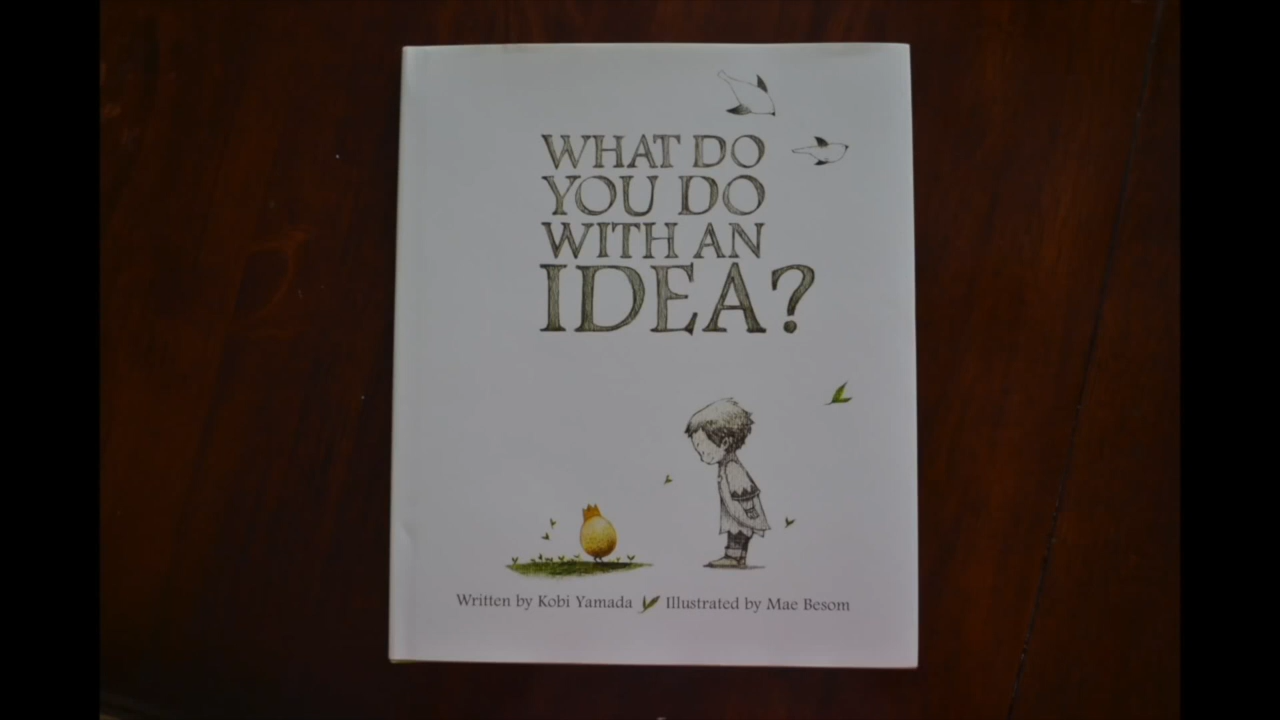 WHAT DO
YOU DO
WITH AN
IDEA?
Written by Kobi Yamada Illustrated by Mae Besom